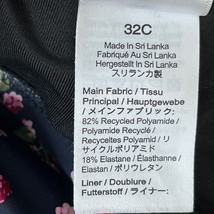 32C
Made In Sri Lanka
Fabriqué Au Sri Lanka
Hergestellt In Sri Lanka
スリランカ製
Main Fabric / Tissu
Principal / Hauptgewebe
/ メインファブリック:
82% Recycled Polyamide /
Polyamide Recyclé /
Recyceltes Polyamid / リ
サイクルポリアミド
18% Elastane / Élasthanne /
Elastan / ポリウレタン
Liner / Doublure /
Futterstoff / ライナー: